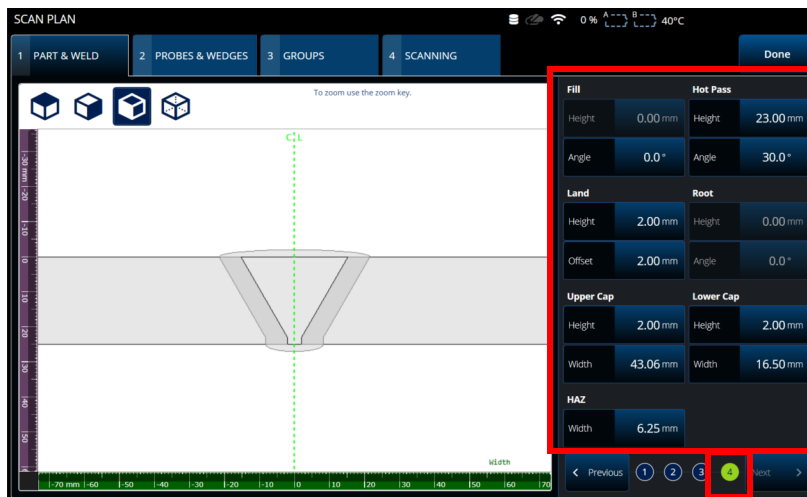 SCAN PLAN
0 % A B 40°C
1 PART & WELD
2 PROBES & WEDGES
3 GROUPS
4 SCANNING
Done
To zoom use the zoom key.
C:L
-30 mm -20 -10 0 10 20 30 40 50
Width
-70 mm -60 -50 -40 -30 -20 -10 0 10 20 30 40 50 60 70
Fill Hot Pass
Height 0.00 mm Height 23.00 mm
Angle 0.0 ° Angle 30.0 °
Land Root
Height 2.00 mm Height 0.00 mm
Offset 2.00 mm Angle 0.0 °
Upper Cap Lower Cap
Height 2.00 mm Height 2.00 mm
Width 43.06 mm Width 16.50 mm
HAZ
Width 6.25 mm
< Previous 1 2 3 4 Next >